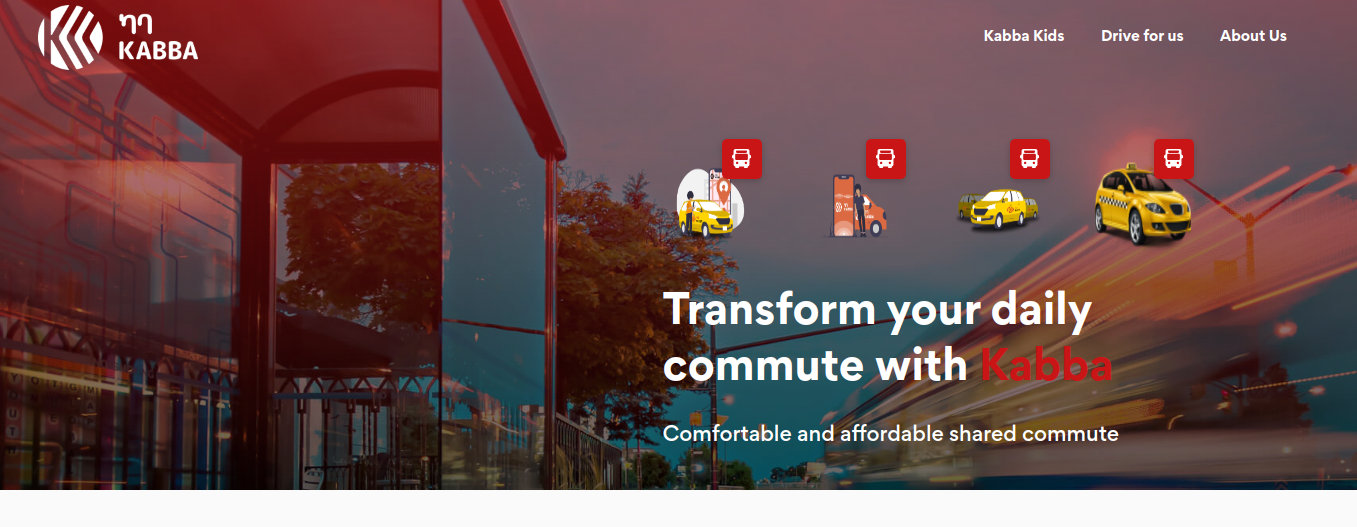 ካባ
KABBA
Kabba Kids
Drive for us
About Us
Transform your daily
commute with Kabba
Comfortable and affordable shared commute